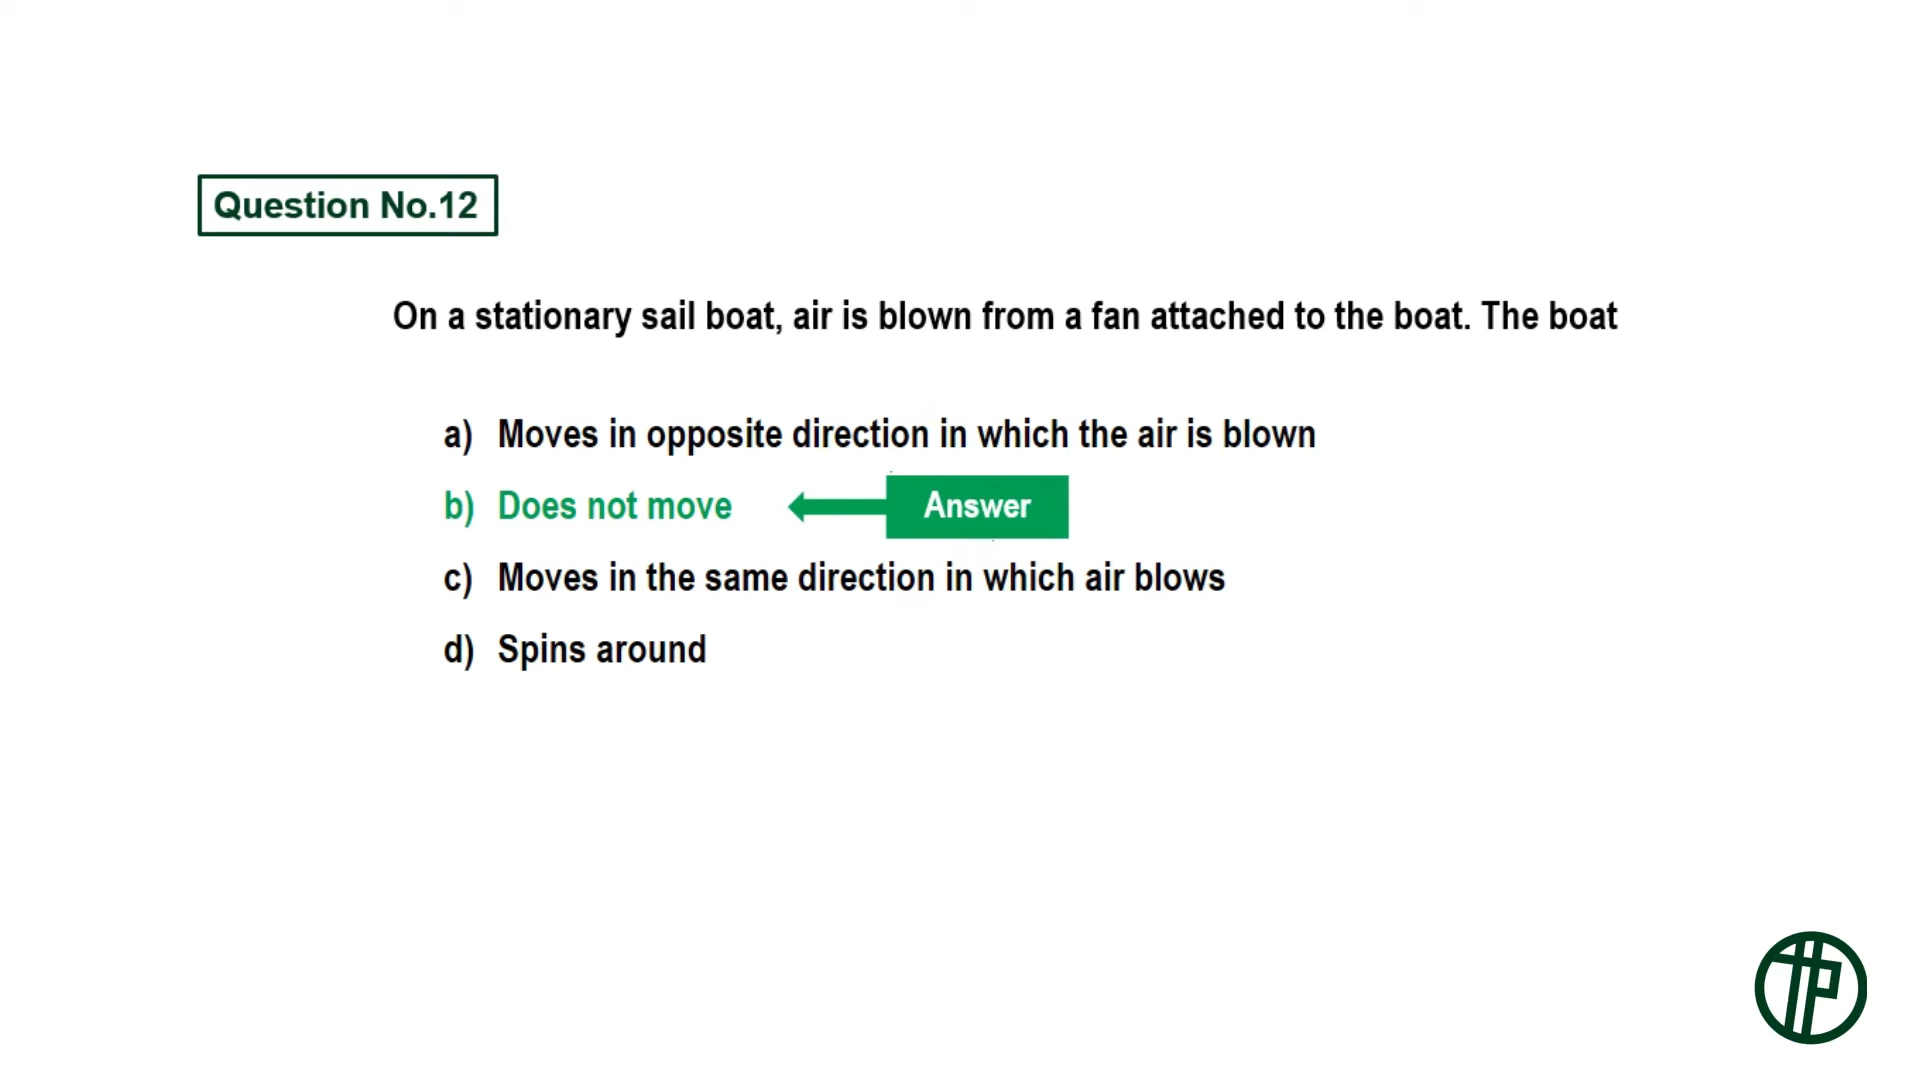 Question No.12
On a stationary sail boat, air is blown from a fan attached to the boat. The boat
a) Moves in opposite direction in which the air is blown
b) Does not move
Answer
c) Moves in the same direction in which air blows
d) Spins around